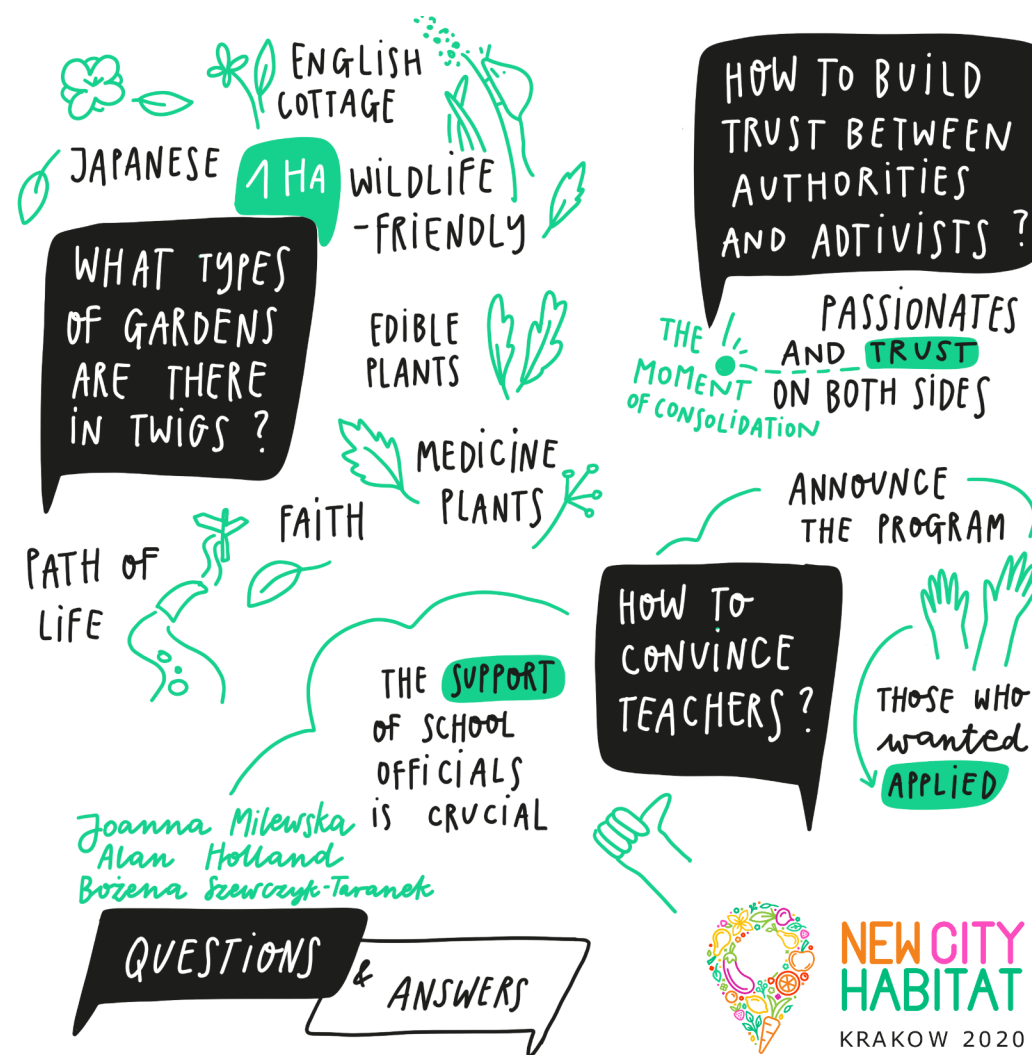 ENGLISH
COTTAGE
JAPANESE
1 HA
WILDLIFE
-FRIENDLY
WHAT TYPES
OF GARDENS
ARE THERE
IN TWIGS ?
EDIBLE
PLANTS
MEDICINE
PLANTS
FAITH
PATH OF
LIFE
HOW TO BUILD
TRUST BETWEEN
AUTHORITIES
AND ADTIVISTS ?
THE
MOMENT
OF CONSOLIDATION
PASSIONATES
AND TRUST
ON BOTH SIDES
ANNOUNCE
THE PROGRAM
HOW TO
CONVINCE
TEACHERS ?
THOSE WHO
wanted
APPLIED
THE SUPPORT
OF SCHOOL
OFFICIALS
IS CRUCIAL
Joanna Milewska
Alan Holland
Bożena Szewczyk-Taranek
QUESTIONS
& ANSWERS
NEW CITY
HABITAT
KRAKOW 2020